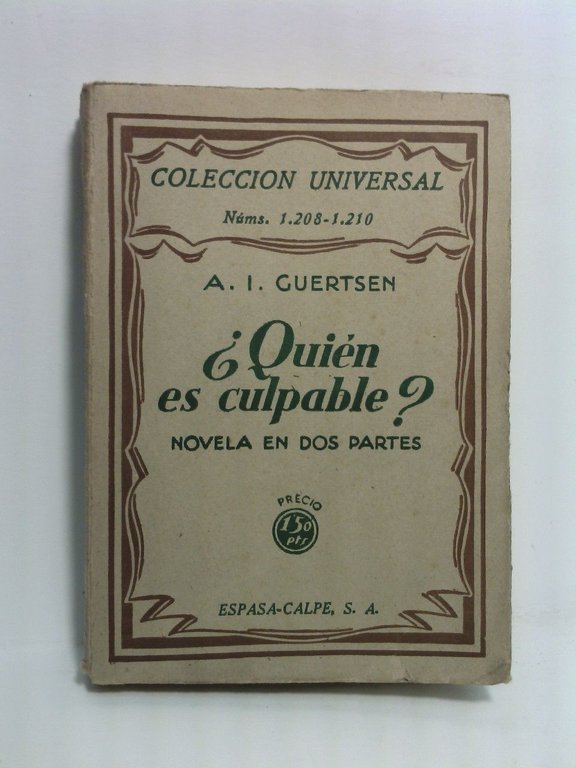 COLECCION UNIVERSAL
Núms. 1.208-1.210
A. I. GUERTSEN
¿Quién
es culpable?
NOVELA EN DOS PARTES
PRECIO
1'50
pts
ESPASA-CALPE, S. A.